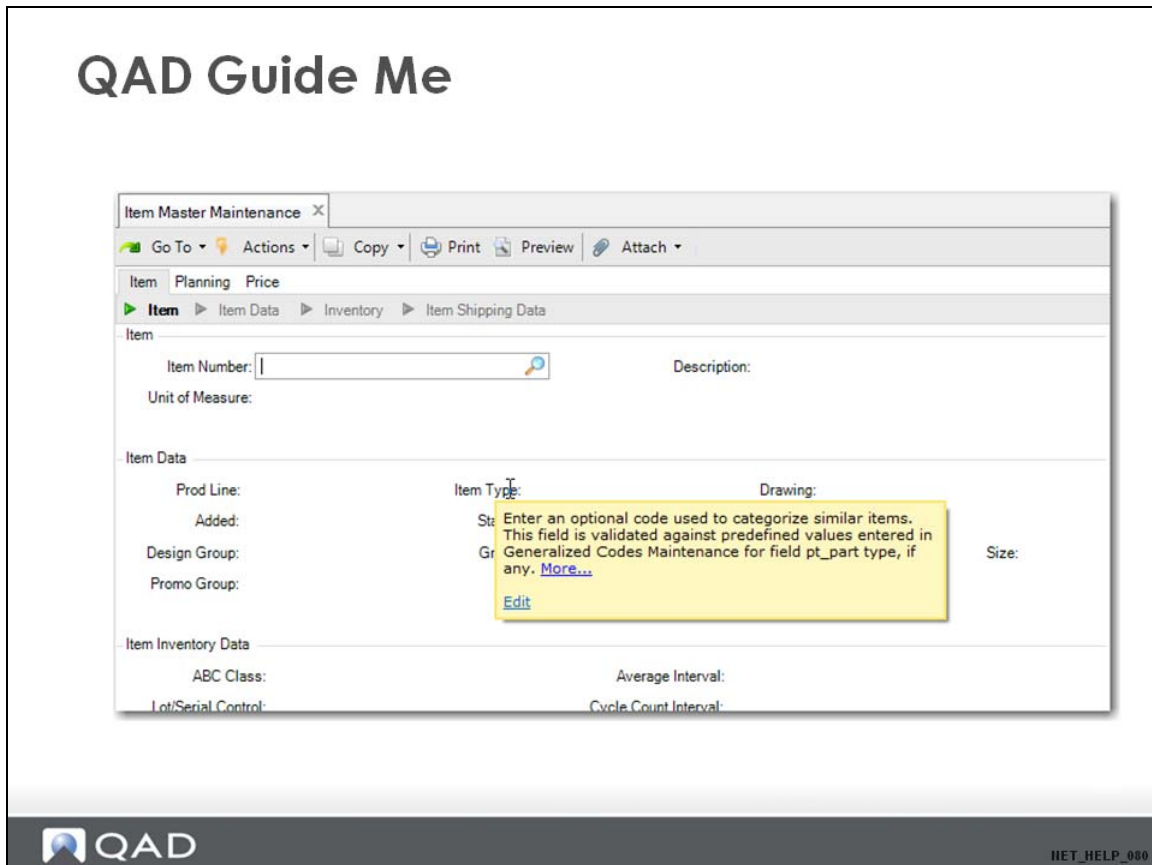 QAD Guide Me
Item Master Maintenance X
Go To Actions Copy Print Preview Attach
Item Planning Price
Item Item Data Inventory Item Shipping Data
Item
Item Number: Description:
Unit of Measure:
Item Data
Prod Line: Item Type: Drawing:
Added: Sta
Design Group: Gr Size:
Promo Group:
Enter an optional code used to categorize similar items.
This field is validated against predefined values entered in
Generalized Codes Maintenance for field pt_part type, if
any. More...
Edit
Item Inventory Data
ABC Class: Average Interval:
Lot/Serial Control: Cycle Count Interval:
QAD
NET_HELP_080